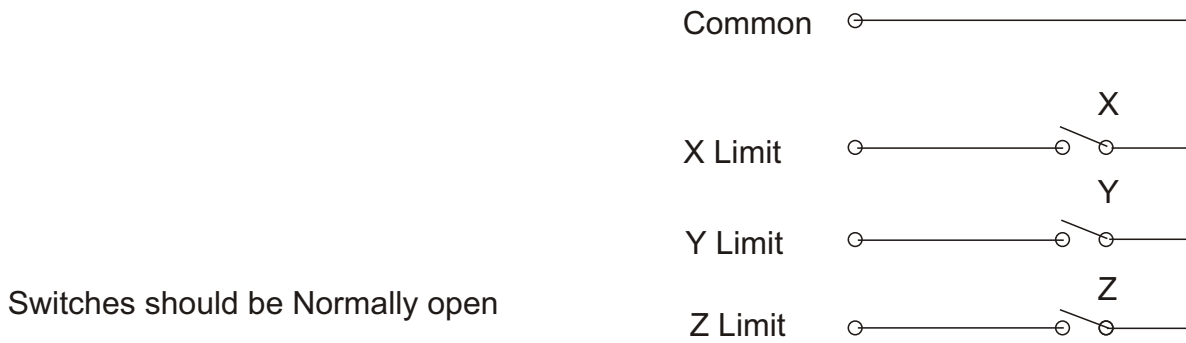 Common
X
X Limit
Y
Y Limit
Z
Switches should be Normally open
Z Limit